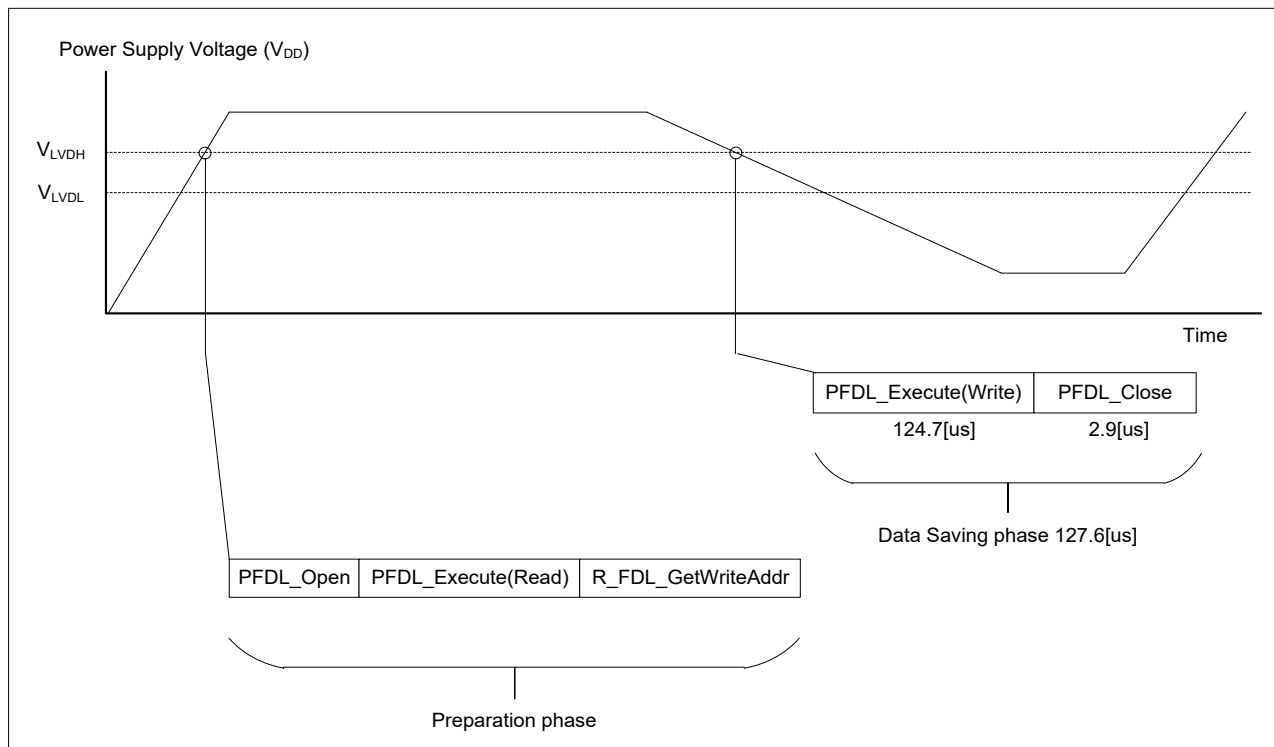 Power Supply Voltage (VDD)
VLVDH
VLVDL
Time
PFDL_Execute(Write) PFDL_Close
124.7[us] 2.9[us]
Data Saving phase 127.6[us]
PFDL_Open PFDL_Execute(Read) R_FDL_GetWriteAddr
Preparation phase